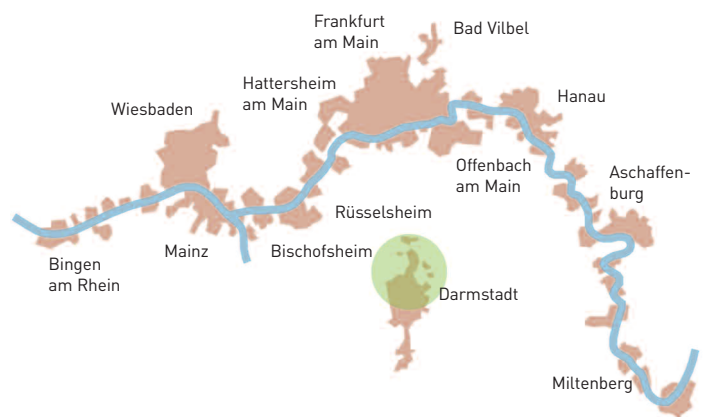 Frankfurt
am Main
Bad Vilbel
Hattersheim
am Main
Hanau
Wiesbaden
Offenbach
am Main
Aschaffen-
burg
Rüsselsheim
Mainz
Bischofsheim
Bingen
am Rhein
Darmstadt
Miltenberg